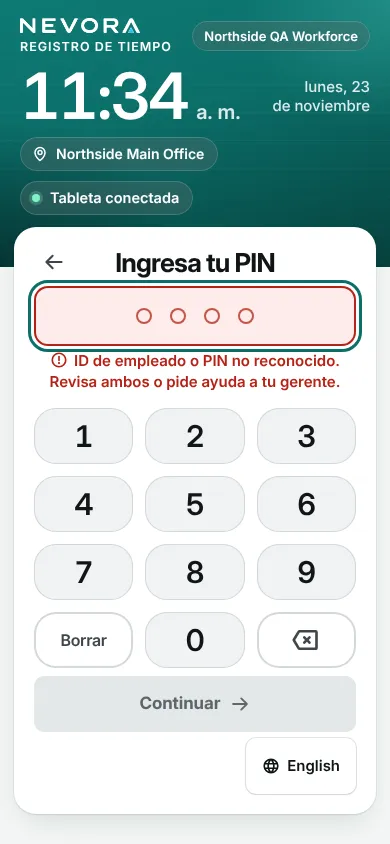 NEVORA
REGISTRO DE TIEMPO
Northside QA Workforce
11:34 a. m.
lunes, 23
de noviembre
Northside Main Office
Tableta conectada
Ingresa tu PIN
ID de empleado o PIN no reconocido.
Revisa ambos o pide ayuda a tu gerente.
1 2 3
4 5 6
7 8 9
Borrar 0
Continuar
English